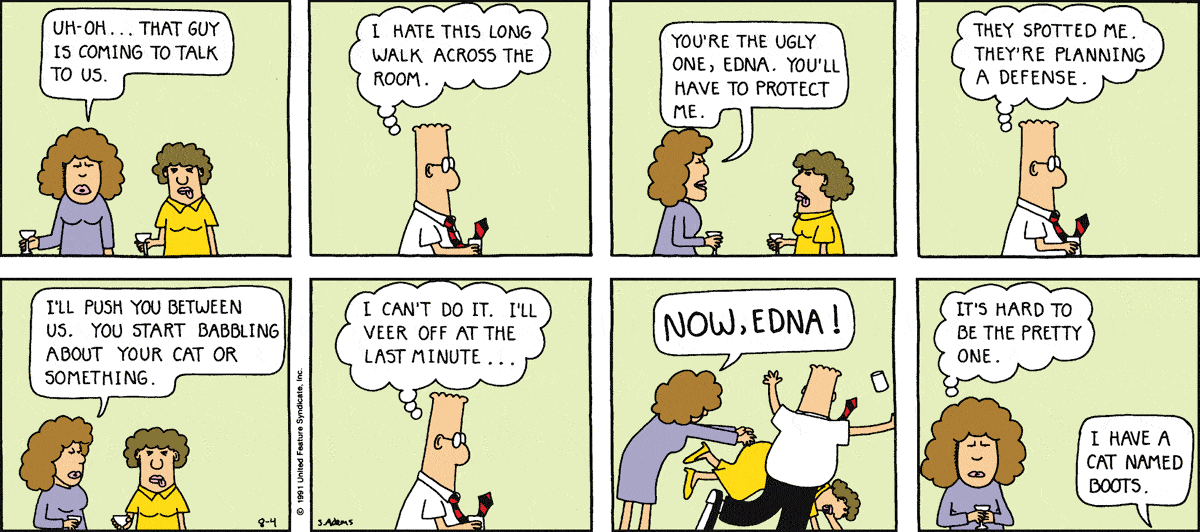 UH-OH... THAT GUY
IS COMING TO TALK
TO US.
I HATE THIS LONG
WALK ACROSS THE
ROOM.
YOU'RE THE UGLY
ONE, EDNA. YOU'LL
HAVE TO PROTECT
ME.
THEY SPOTTED ME.
THEY'RE PLANNING
A DEFENSE.
I'LL PUSH YOU BETWEEN
US. YOU START BABBLING
ABOUT YOUR CAT OR
SOMETHING.
8-4
© 1991 United Feature Syndicate, Inc.
I CAN'T DO IT. I'LL
VEER OFF AT THE
LAST MINUTE...
S.Adams
NOW, EDNA!
IT'S HARD TO
BE THE PRETTY
ONE.
I HAVE A
CAT NAMED
BOOTS.